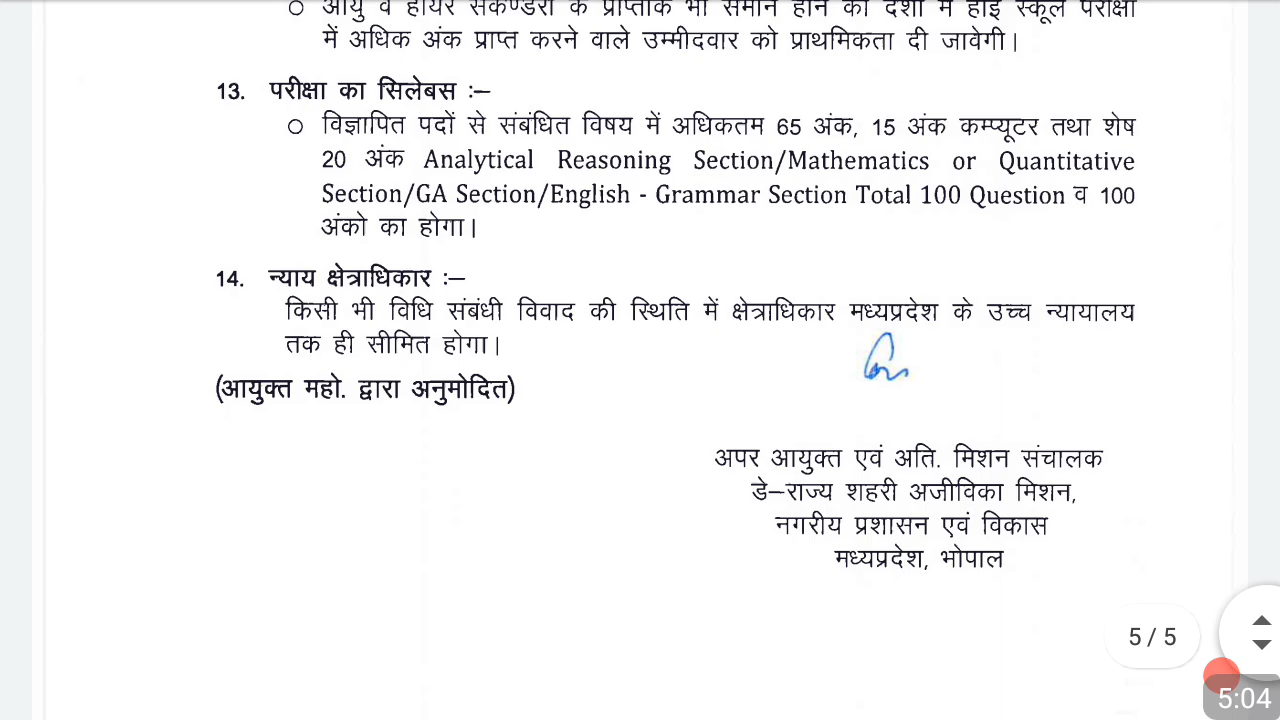 ○ आयु व हायर सेकेण्डरी के प्राप्तांक भी समान होने की दशा में हाई स्कूल परीक्षा
में अधिक अंक प्राप्त करने वाले उम्मीदवार को प्राथमिकता दी जावेगी।
13. परीक्षा का सिलेबस :–
○ विज्ञापित पदों से संबंधित विषय में अधिकतम 65 अंक, 15 अंक कम्प्यूटर तथा शेष
20 अंक Analytical Reasoning Section/Mathematics or Quantitative
Section/GA Section/English - Grammar Section Total 100 Question व 100
अंको का होगा।
14. न्याय क्षेत्राधिकार :–
किसी भी विधि संबंधी विवाद की स्थिति में क्षेत्राधिकार मध्यप्रदेश के उच्च न्यायालय
तक ही सीमित होगा।
(आयुक्त महो. द्वारा अनुमोदित)
अपर आयुक्त एवं अति. मिशन संचालक
डे–राज्य शहरी अजीविका मिशन,
नगरीय प्रशासन एवं विकास
मध्यप्रदेश, भोपाल
5 / 5
5:04